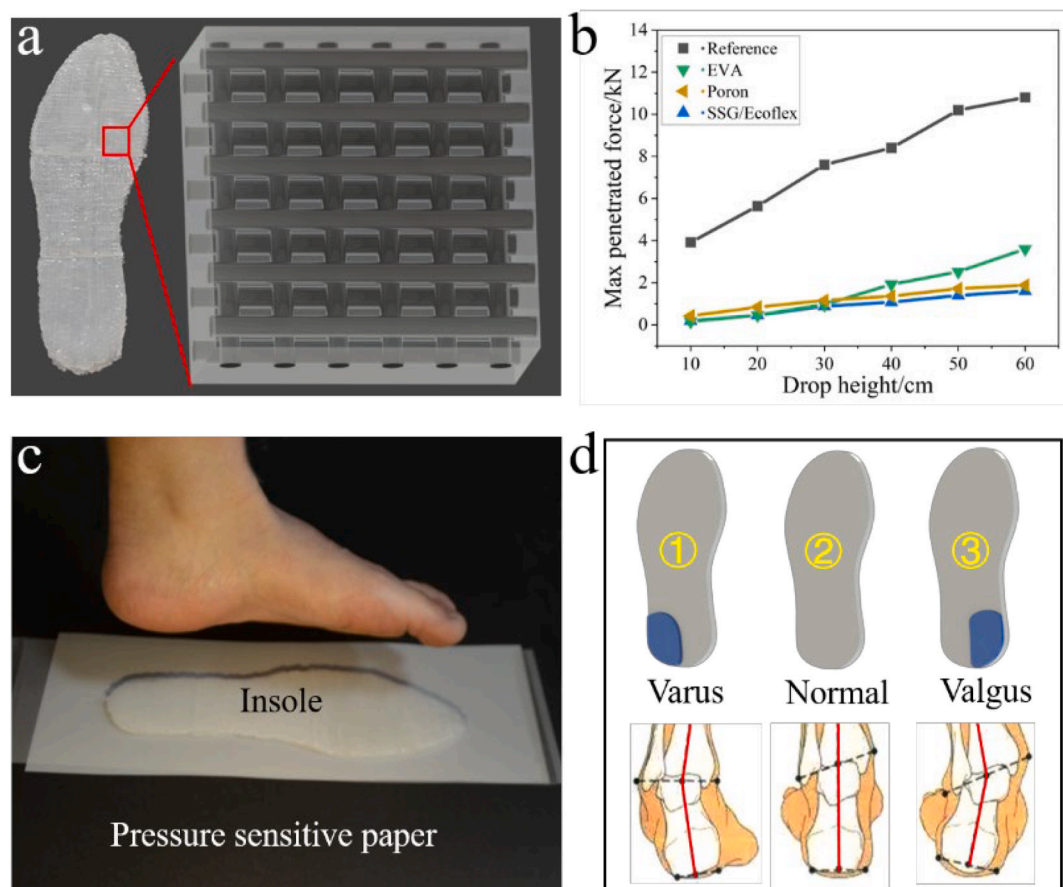 a
b
Max penetrated force/kN
14
12
10
8
6
4
2
0
Reference
EVA
Poron
SSG/Ecoflex
10 20 30 40 50 60
Drop height/cm
c
Insole
Pressure sensitive paper
d
① ② ③
Varus Normal Valgus